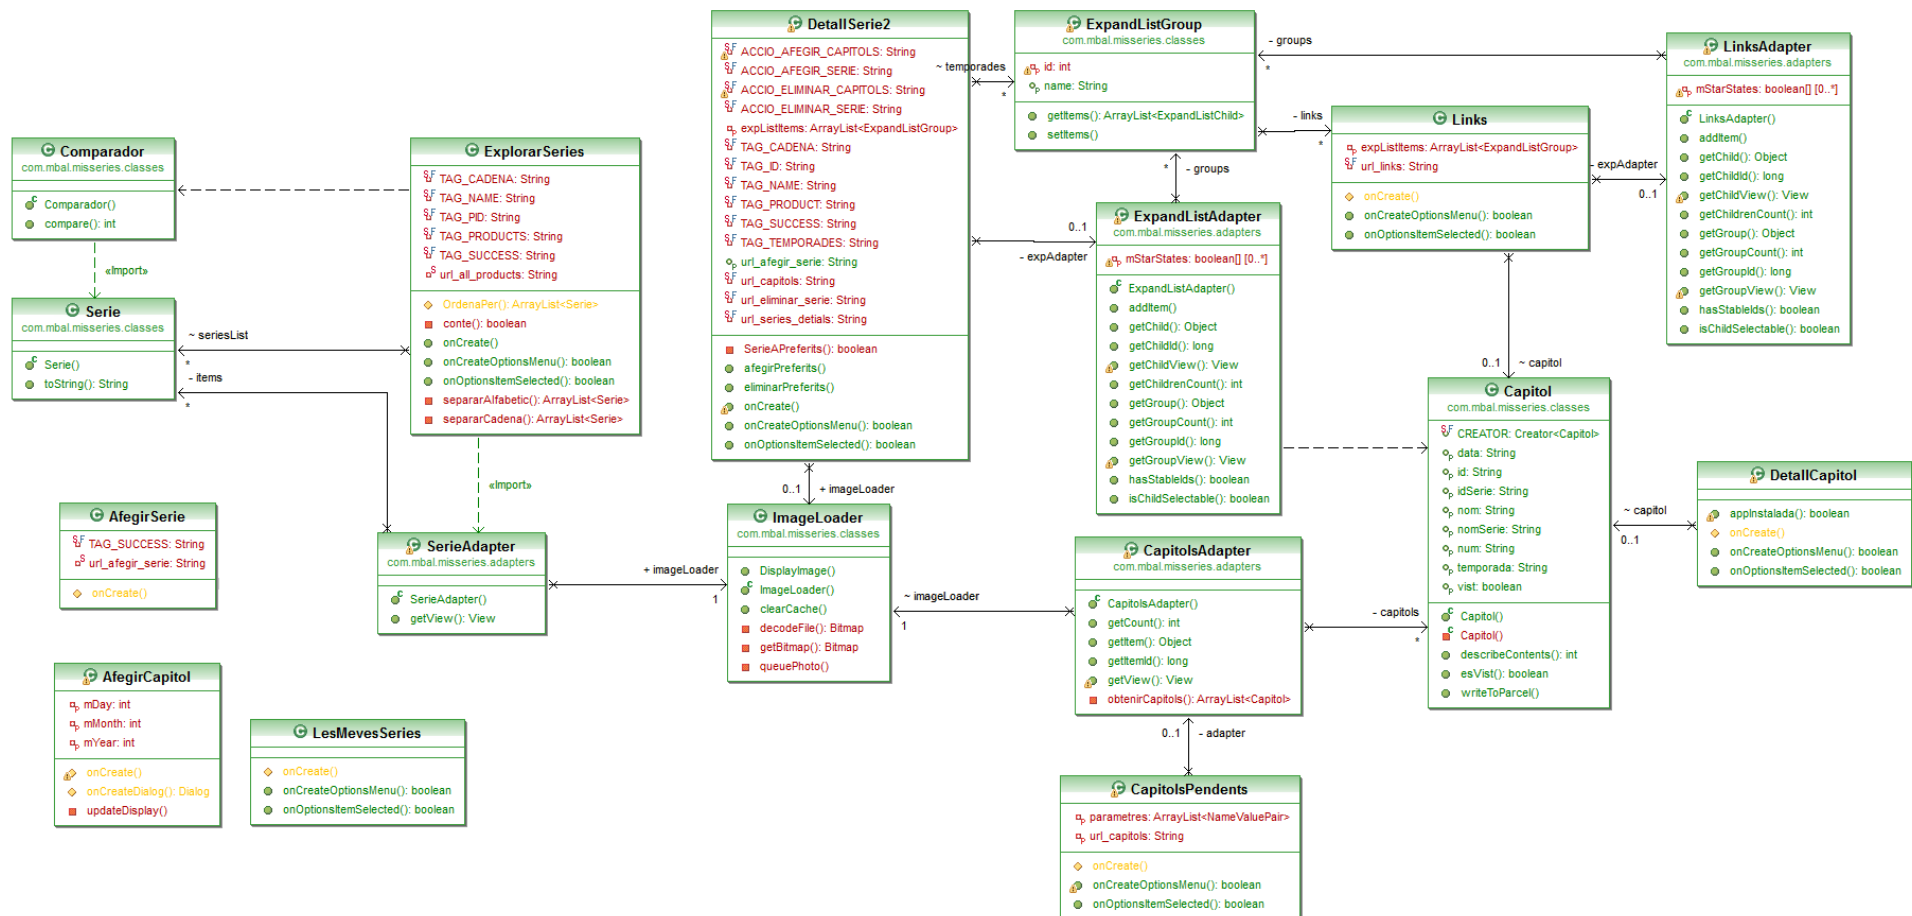 Comparador
com.mbal.misseries.classes
Comparador()
compare(): int
«Import»
Serie
com.mbal.misseries.classes
Serie()
toString(): String
ExplorarSeries
TAG_CADENA: String
TAG_NAME: String
TAG_PID: String
TAG_PRODUCTS: String
TAG_SUCCESS: String
url_all_products: String
OrdenaPer(): ArrayList<Serie>
conte(): boolean
onCreate()
onCreateOptionsMenu(): boolean
onOptionsItemSelected(): boolean
separarAlfabetic(): ArrayList<Serie>
separarCadena(): ArrayList<Serie>
~ seriesList
*
- items
*
«Import»
AfegirSerie
TAG_SUCCESS: String
url_afegir_serie: String
onCreate()
AfegirCapitol
mDay: int
mMonth: int
mYear: int
onCreate()
onCreateDialog(): Dialog
updateDisplay()
LesMevesSeries
onCreate()
onCreateOptionsMenu(): boolean
onOptionsItemSelected(): boolean
SerieAdapter
com.mbal.misseries.adapters
SerieAdapter()
getView(): View
+ imageLoader
1
DetallSerie2
ACCIO_AFEGIR_CAPITOLS: String
ACCIO_AFEGIR_SERIE: String
ACCIO_ELIMINAR_CAPITOLS: String
ACCIO_ELIMINAR_SERIE: String
expListItems: ArrayList<ExpandListGroup>
TAG_CADENA: String
TAG_ID: String
TAG_NAME: String
TAG_PRODUCT: String
TAG_SUCCESS: String
TAG_TEMPORADES: String
url_afegir_serie: String
url_capitols: String
url_eliminar_serie: String
url_series_detials: String
SerieAPreferits(): boolean
afegirPreferits()
eliminarPreferits()
onCreate()
onCreateOptionsMenu(): boolean
onOptionsItemSelected(): boolean
0..1
+ imageLoader
ImageLoader
com.mbal.misseries.classes
DisplayImage()
ImageLoader()
clearCache()
decodeFile(): Bitmap
getBitmap(): Bitmap
queuePhoto()
~ imageLoader
1
~ temporades
*
0..1
- expAdapter
ExpandListGroup
com.mbal.misseries.classes
id: int
name: String
getItems(): ArrayList<ExpandListChild>
setItems()
- groups
*
- links
*
* - groups
ExpandListAdapter
com.mbal.misseries.adapters
mStarStates: boolean[] [0..*]
ExpandListAdapter()
addItem()
getChild(): Object
getChildId(): long
getChildView(): View
getChildrenCount(): int
getGroup(): Object
getGroupCount(): int
getGroupId(): long
getGroupView(): View
hasStableIds(): boolean
isChildSelectable(): boolean
Links
expListItems: ArrayList<ExpandListGroup>
url_links: String
onCreate()
onCreateOptionsMenu(): boolean
onOptionsItemSelected(): boolean
- expAdapter
0..1
LinksAdapter
com.mbal.misseries.adapters
mStarStates: boolean[] [0..*]
LinksAdapter()
addItem()
getChild(): Object
getChildId(): long
getChildView(): View
getChildrenCount(): int
getGroup(): Object
getGroupCount(): int
getGroupId(): long
getGroupView(): View
hasStableIds(): boolean
isChildSelectable(): boolean
0..1
~ capitol
Capitol
com.mbal.misseries.classes
CREATOR: Creator<Capitol>
data: String
id: String
idSerie: String
nom: String
nomSerie: String
num: String
temporada: String
vist: boolean
Capitol()
Capitol()
describeContents(): int
esVist(): boolean
writeToParcel()
~ capitol
0..1
DetallCapitol
appInstalada(): boolean
onCreate()
onCreateOptionsMenu(): boolean
onOptionsItemSelected(): boolean
CapitolsAdapter
com.mbal.misseries.adapters
CapitolsAdapter()
getCount(): int
getItem(): Object
getItemId(): long
getView(): View
obtenirCapitols(): ArrayList<Capitol>
- capitols
*
0..1
- adapter
CapitolsPendents
parametres: ArrayList<NameValuePair>
url_capitols: String
onCreate()
onCreateOptionsMenu(): boolean
onOptionsItemSelected(): boolean